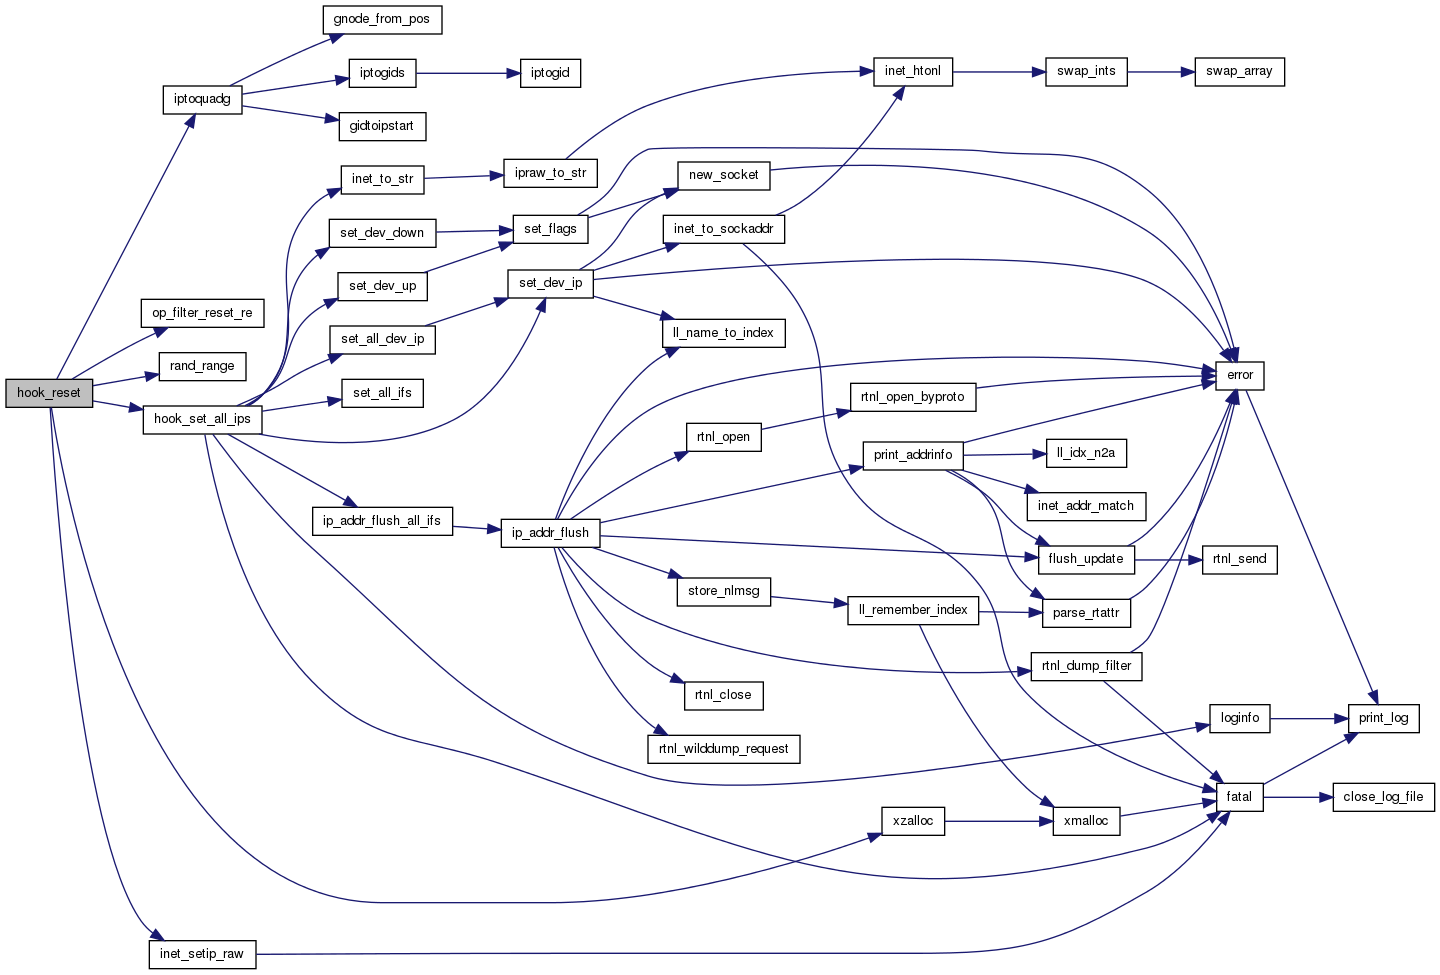 gnode_from_pos
iptogids
iptogid
inet_htonl
swap_ints
swap_array
iptoquadg
gidtoipstart
inet_to_str
ipraw_to_str
new_socket
set_dev_down
set_flags
inet_to_sockaddr
set_dev_up
set_dev_ip
op_filter_reset_re
set_all_dev_ip
ll_name_to_index
rand_range
error
hook_reset
set_all_ifs
rtnl_open_byproto
hook_set_all_ips
rtnl_open
print_addrinfo
ll_idx_n2a
inet_addr_match
ip_addr_flush_all_ifs
ip_addr_flush
flush_update
rtnl_send
store_nlmsg
ll_remember_index
parse_rtattr
rtnl_dump_filter
rtnl_close
loginfo
print_log
rtnl_wilddump_request
fatal
close_log_file
xzalloc
xmalloc
inet_setip_raw